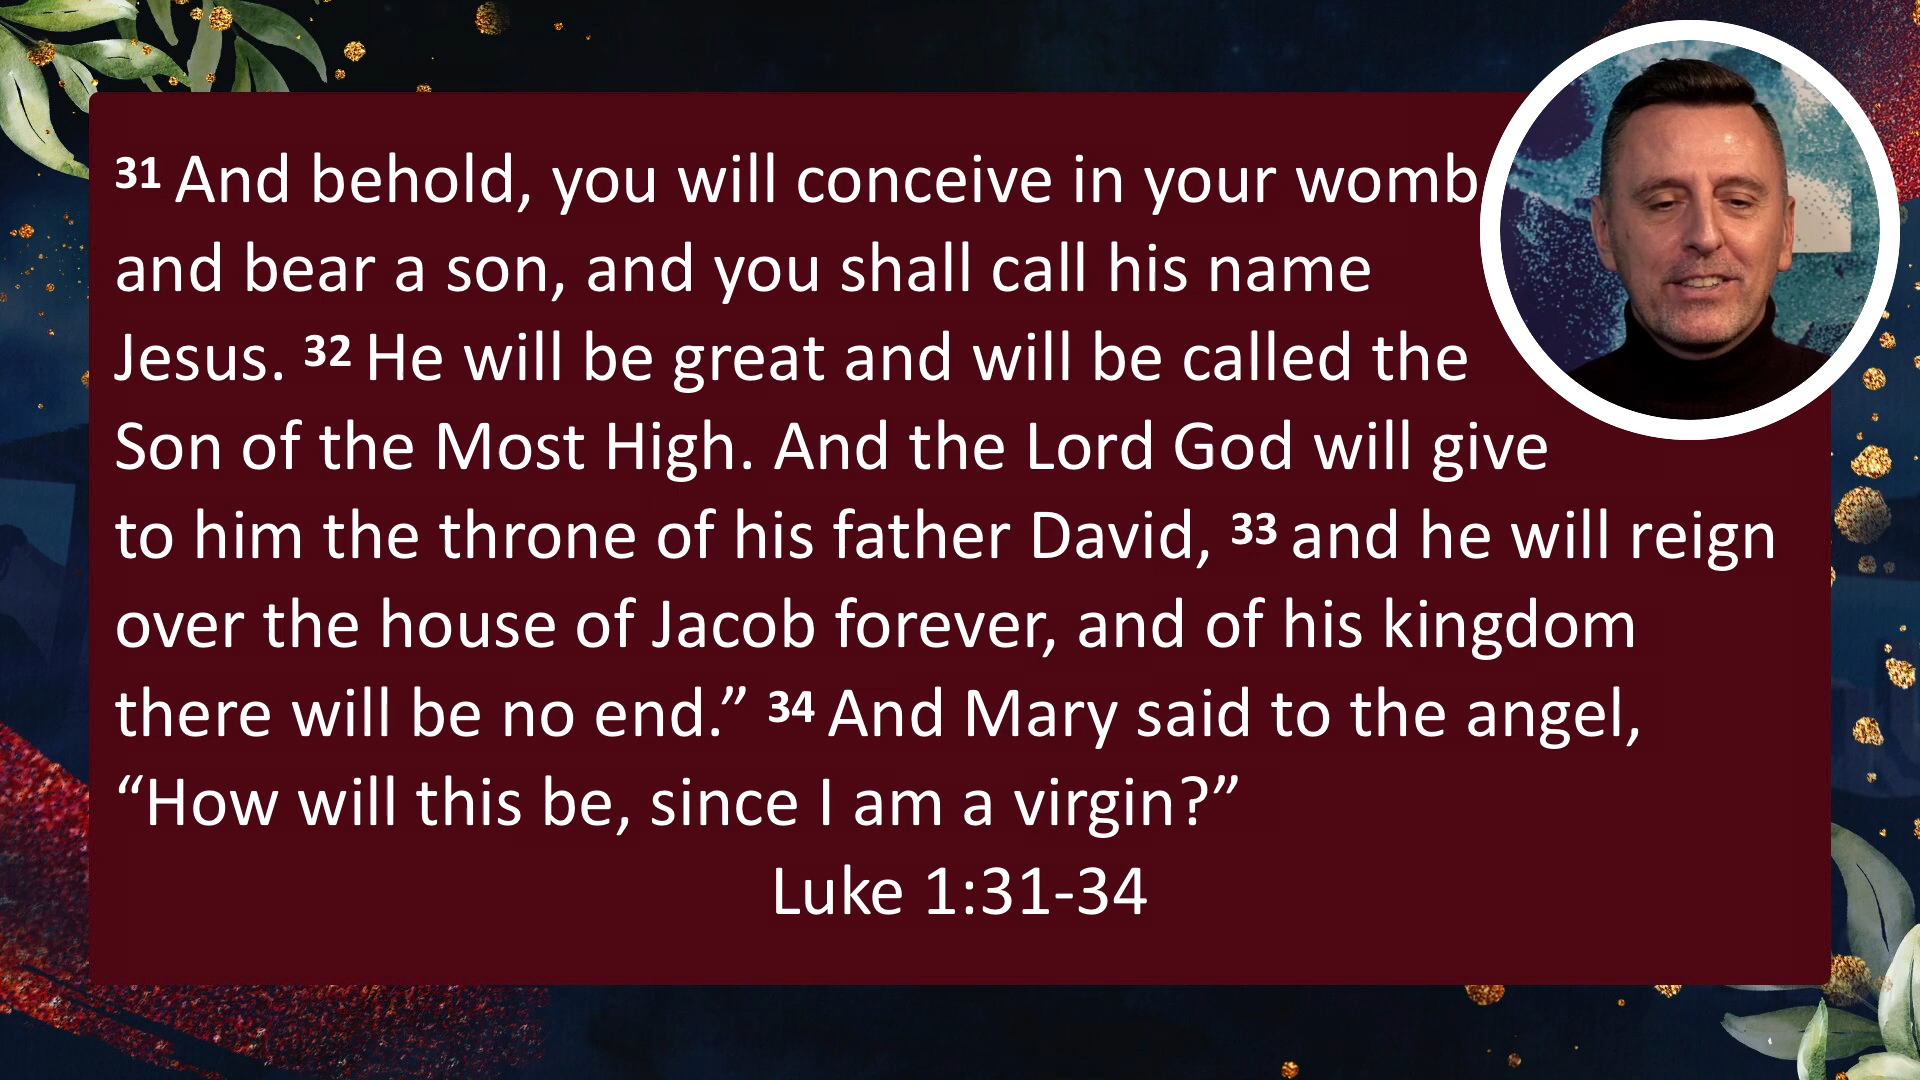 31 And behold, you will conceive in your womb
and bear a son, and you shall call his name
Jesus. 32 He will be great and will be called the
Son of the Most High. And the Lord God will give
to him the throne of his father David, 33 and he will reign
over the house of Jacob forever, and of his kingdom
there will be no end.” 34 And Mary said to the angel,
“How will this be, since I am a virgin?”
Luke 1:31-34